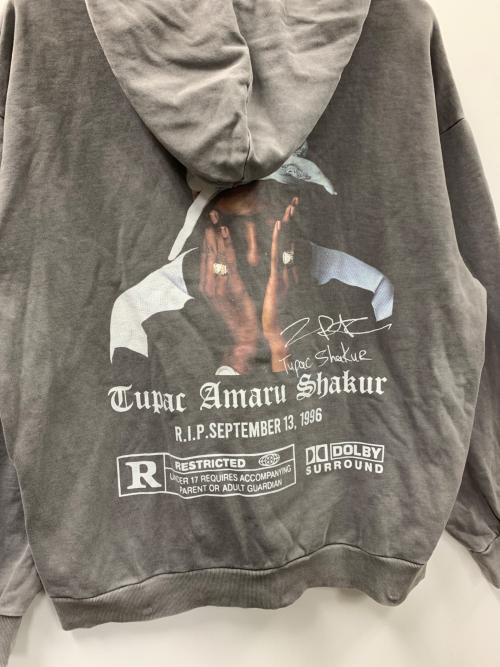 2PAC
Tupac Shakur
Tupac Amaru Shakur
R.I.P. SEPTEMBER 13, 1996
R
RESTRICTED
UNDER 17 REQUIRES ACCOMPANYING
PARENT OR ADULT GUARDIAN
DOLBY
SURROUND